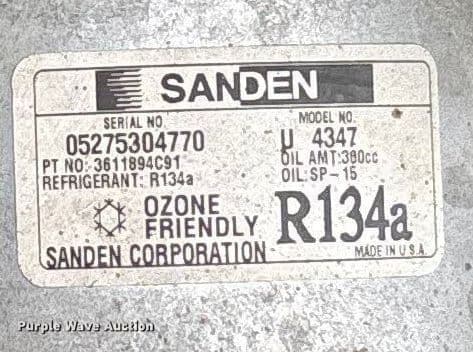 SANDEN
SERIAL NO. MODEL NO.
05275304770 U 4347
PT NO: 3611894C91 OIL AMT:300cc
REFRIGERANT: R134a OIL:SP-15
OZONE FRIENDLY R134a
SANDEN CORPORATION MADE IN U.S.A.
Purple Wave Auction